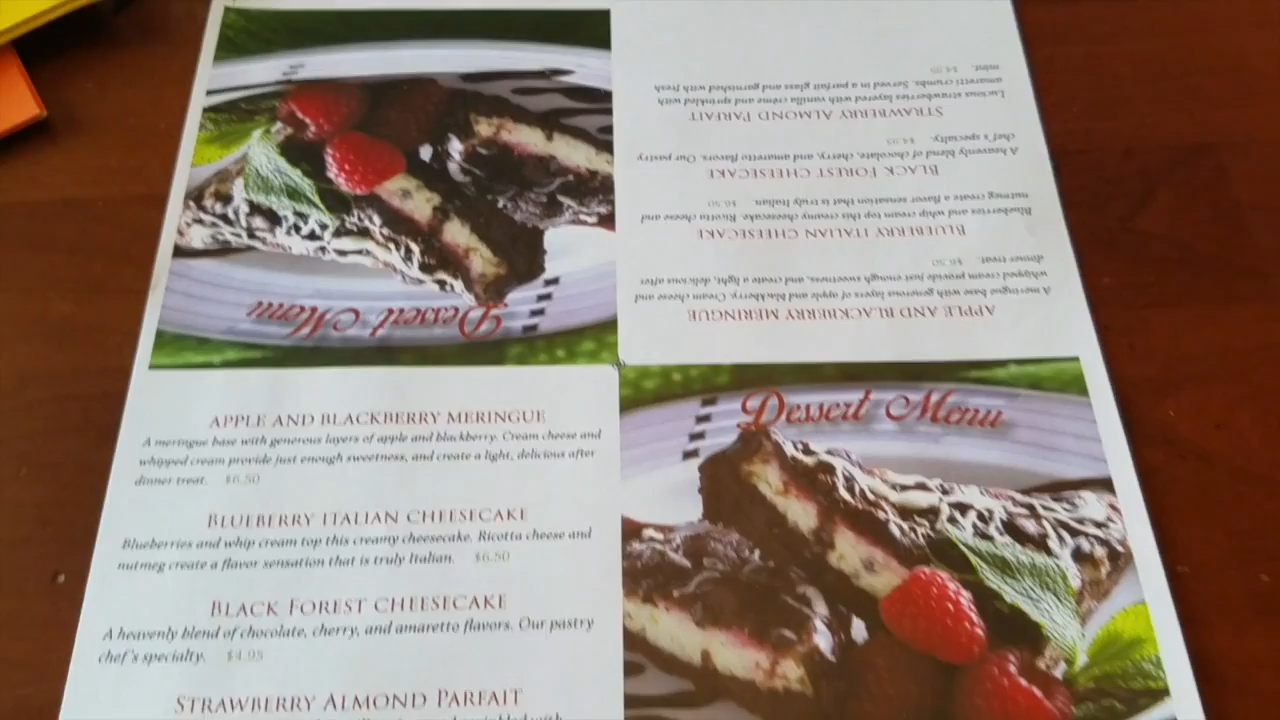 Dessert Menu
STRAWBERRY ALMOND PARFAIT
Lucious strawberries layered with vanilla crème and sprinkled with
amaretti crumbs. Served in a parfait glass and garnished with fresh
mint. $4.95
BLACK FOREST CHEESECAKE
A heavenly blend of chocolate, cherry, and amaretto flavors. Our pastry
chef's specialty. $4.95
BLUEBERRY ITALIAN CHEESECAKE
Blueberries and whip cream top this creamy cheesecake. Ricotta cheese and
nutmeg create a flavor sensation that is truly Italian. $6.50
APPLE AND BLACKBERRY MERINGUE
A meringue base with generous layers of apple and blackberry. Cream cheese and
whipped cream provide just enough sweetness, and create a light, delicious after
dinner treat. $6.50
APPLE AND BLACKBERRY MERINGUE
A meringue base with generous layers of apple and blackberry. Cream cheese and
whipped cream provide just enough sweetness, and create a light, delicious after
dinner treat. $6.50
BLUEBERRY ITALIAN CHEESECAKE
Blueberries and whip cream top this creamy cheesecake. Ricotta cheese and
nutmeg create a flavor sensation that is truly Italian. $6.50
BLACK FOREST CHEESECAKE
A heavenly blend of chocolate, cherry, and amaretto flavors. Our pastry
chef's specialty. $4.95
STRAWBERRY ALMOND PARFAIT
Dessert Menu